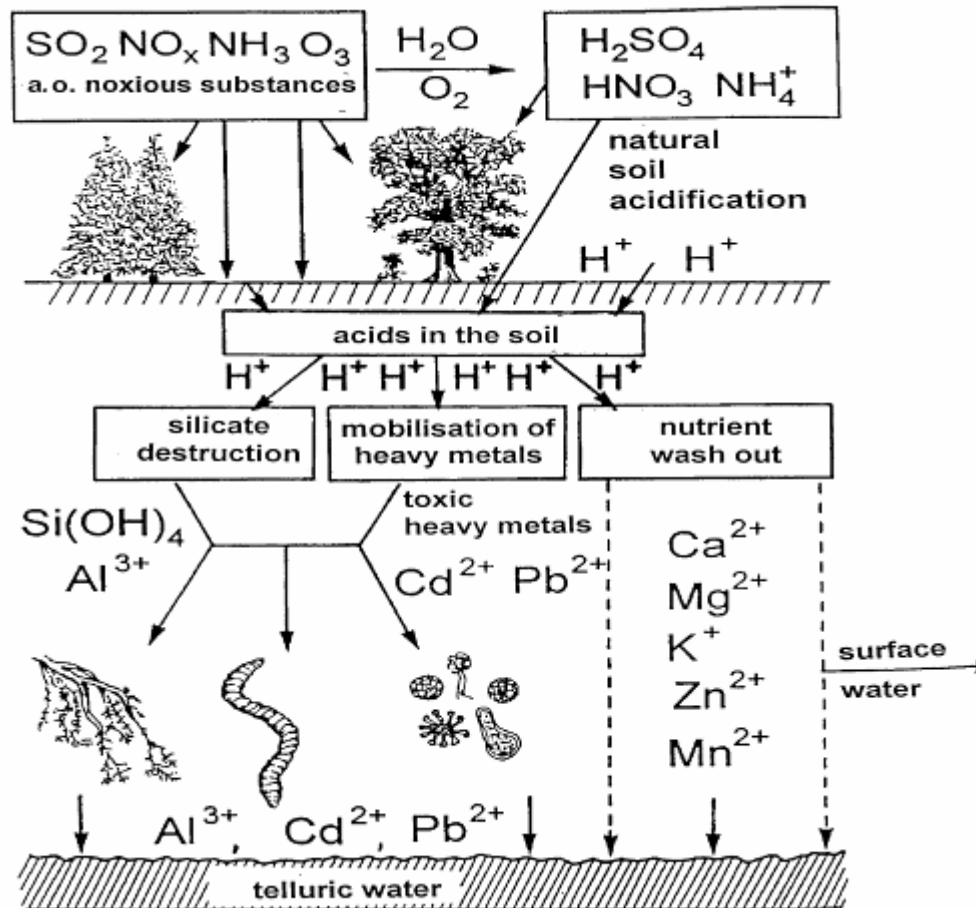 SO₂ NOₓ NH₃ O₃
a.o. noxious substances
H₂O
O₂
H₂SO₄
HNO₃ NH₄⁺
natural
soil
acidification
H⁺ H⁺
acids in the soil
H⁺ H⁺ H⁺ H⁺ H⁺ H⁺
silicate
destruction
mobilisation of
heavy metals
nutrient
wash out
toxic
heavy metals
Si(OH)₄
Al³⁺
Cd²⁺ Pb²⁺
Ca²⁺
Mg²⁺
K⁺
Zn²⁺
Mn²⁺
surface
water
Al³⁺, Cd²⁺, Pb²⁺
telluric water